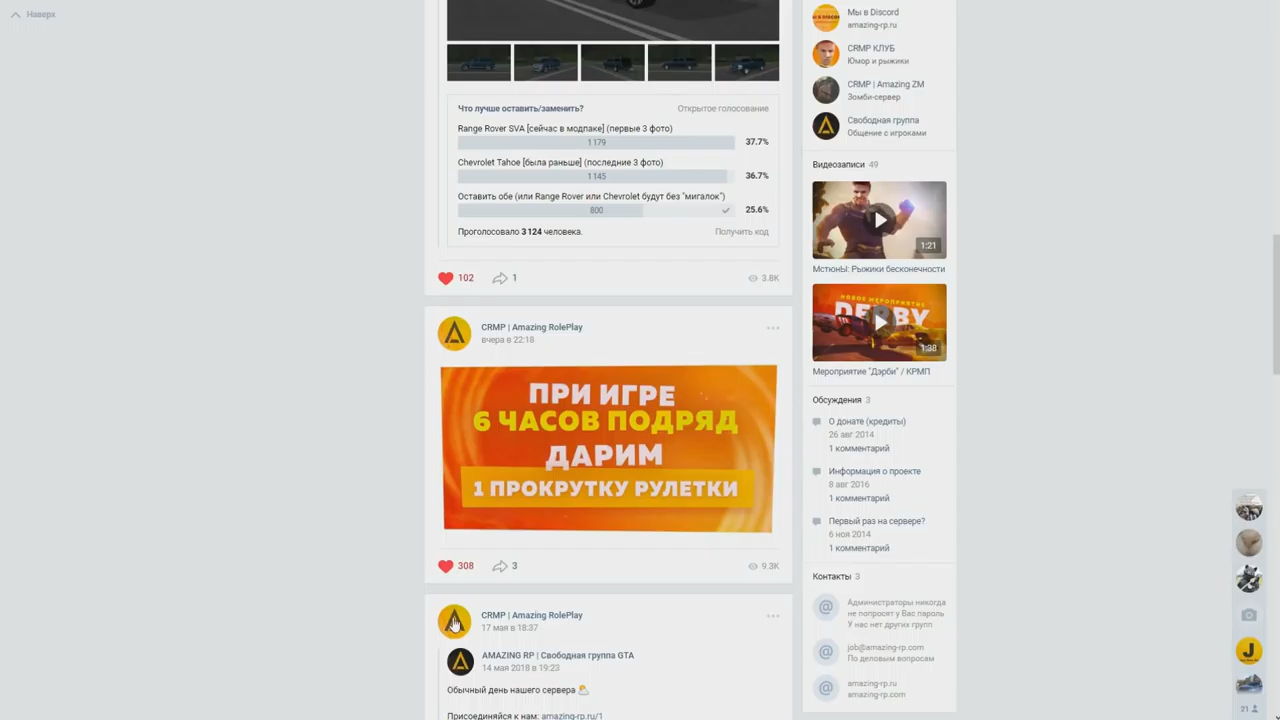 Наверх
Что лучше оставить/заменить?
Открытое голосование
Range Rover SVA [сейчас в модпаке] (первые 3 фото)
1 179
37.7%
Chevrolet Tahoe [была раньше] (последние 3 фото)
1 145
36.7%
Оставить обе (или Range Rover или Chevrolet будут без "мигалок")
800
25.6%
Проголосовало 3 124 человека.
Получить код
102
1
3.8K
CRMP | Amazing RolePlay
вчера в 22:18
ПРИ ИГРЕ
6 ЧАСОВ ПОДРЯД
ДАРИМ
1 ПРОКРУТКУ РУЛЕТКИ
308
3
9.3K
CRMP | Amazing RolePlay
17 мая в 18:37
AMAZING RP | Свободная группа GTA
14 мая 2018 в 19:23
Обычный день нашего сервера
Присоединяйся к нам: amazing-rp.ru/1
Мы в Discord
amazing-rp.ru
CRMP КЛУБ
Юмор и рыжики
CRMP | Amazing ZM
Зомби-сервер
Свободная группа
Общение с игроками
Видеозаписи 49
1:21
МстюнЫ: Рыжики бесконечности
НОВОЕ МЕРОПРИЯТИЕ
DERBY
1:38
Мероприятие "Дэрби" / КРМП
Обсуждения 3
О донате (кредиты)
26 авг 2014
1 комментарий
Информация о проекте
8 авг 2016
1 комментарий
Первый раз на сервере?
6 ноя 2014
1 комментарий
Контакты 3
Администраторы никогда
не попросят у Вас пароль
У нас нет других групп
job@amazing-rp.com
По деловым вопросам
amazing-rp.ru
amazing-rp.com
J
21